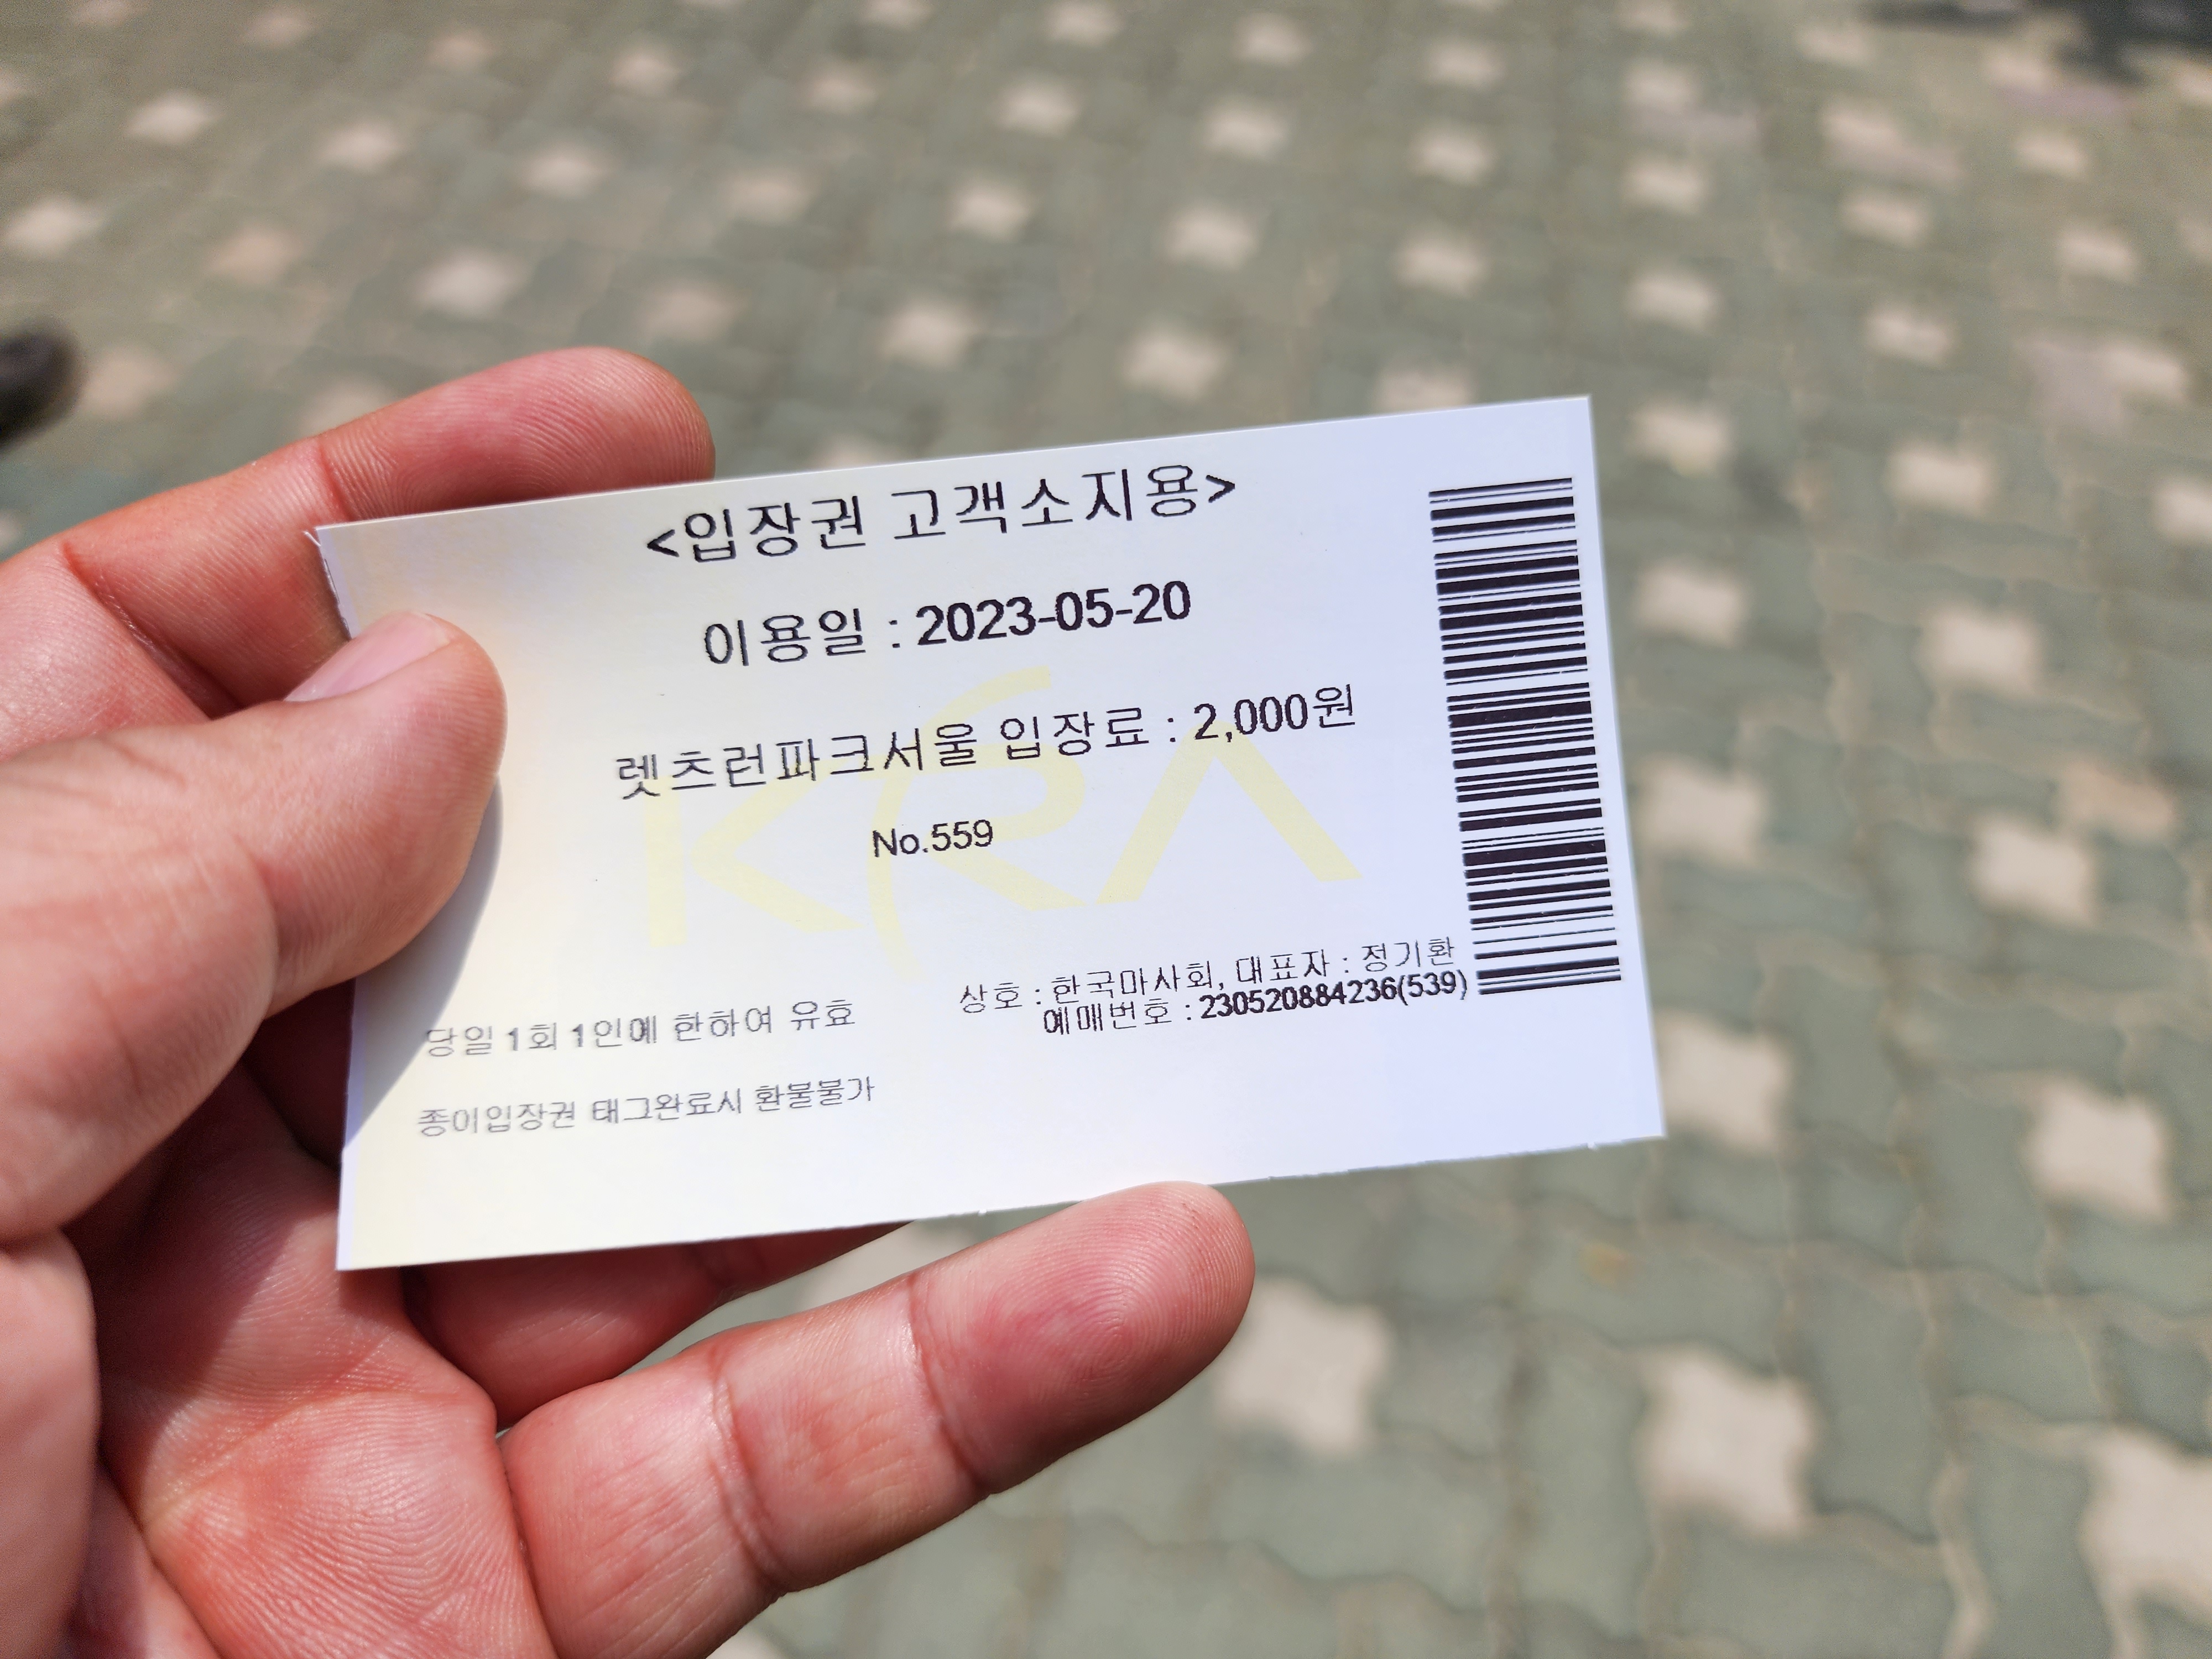 <입장권 고객소지용>
이용일 : 2023-05-20
렛츠런파크서울 입장료 : 2,000원
No.559
KRA
상호 : 한국마사회, 대표자 : 정기환
예매번호 : 230520884236(539)
당일 1회 1인에 한하여 유효
종이입장권 태그완료시 환불불가